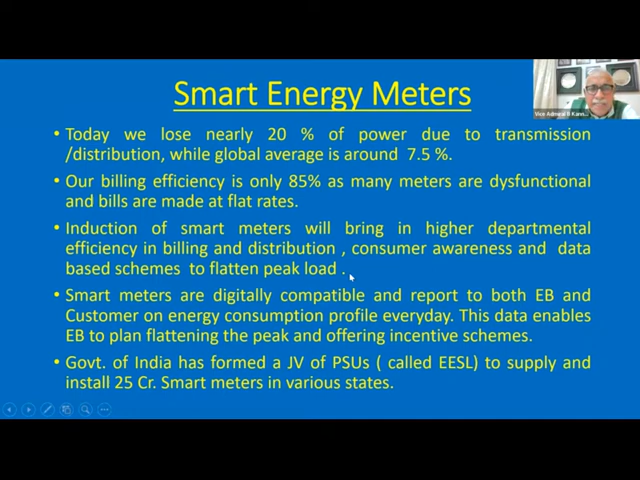 Smart Energy Meters
Vice Admiral B Kann...
• Today we lose nearly 20 % of power due to transmission
/distribution, while global average is around 7.5 %.
• Our billing efficiency is only 85% as many meters are dysfunctional
and bills are made at flat rates.
• Induction of smart meters will bring in higher departmental
efficiency in billing and distribution , consumer awareness and data
based schemes to flatten peak load .
• Smart meters are digitally compatible and report to both EB and
Customer on energy consumption profile everyday. This data enables
EB to plan flattening the peak and offering incentive schemes.
• Govt. of India has formed a JV of PSUs ( called EESL) to supply and
install 25 Cr. Smart meters in various states.